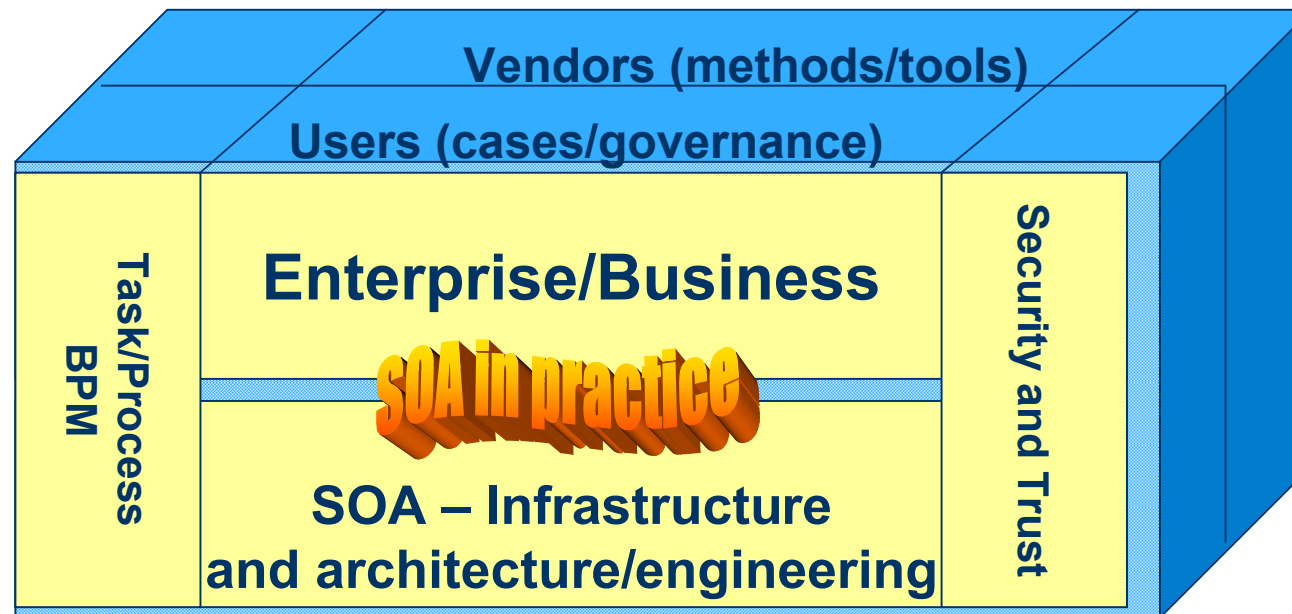 Vendors (methods/tools)
Users (cases/governance)
Task/Process
BPM
Enterprise/Business
SOA in practice
SOA – Infrastructure
and architecture/engineering
Security and Trust